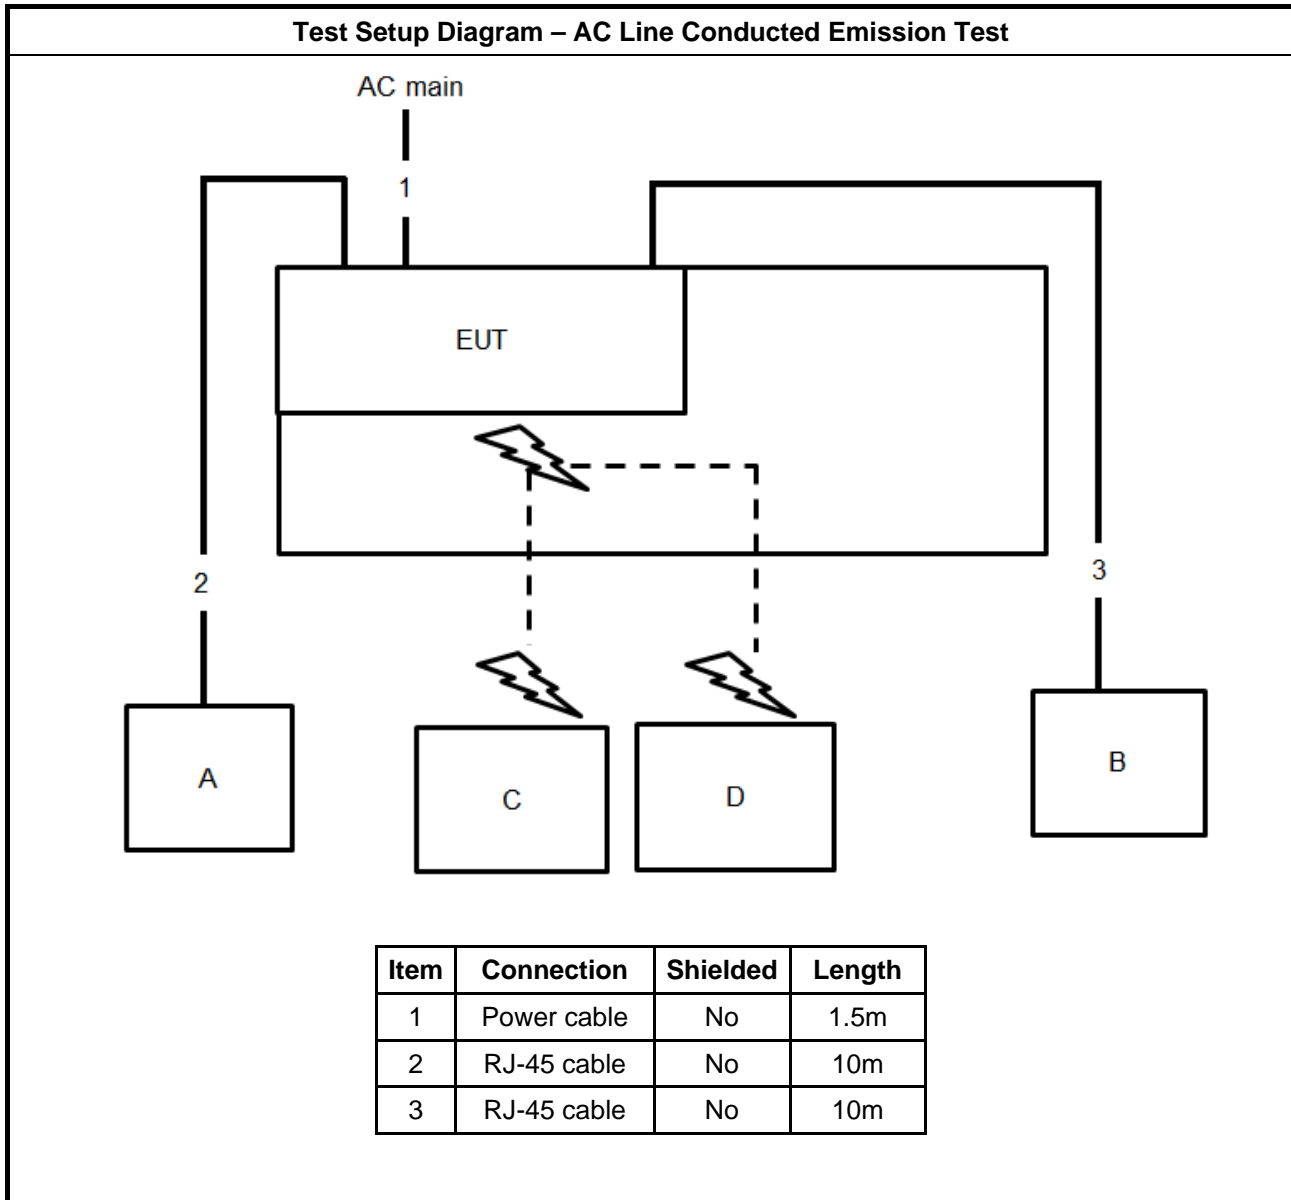 Test Setup Diagram – AC Line Conducted Emission Test
AC main
1
EUT
2
3
A
C
D
B
Item Connection Shielded Length
1 Power cable No 1.5m
2 RJ-45 cable No 10m
3 RJ-45 cable No 10m